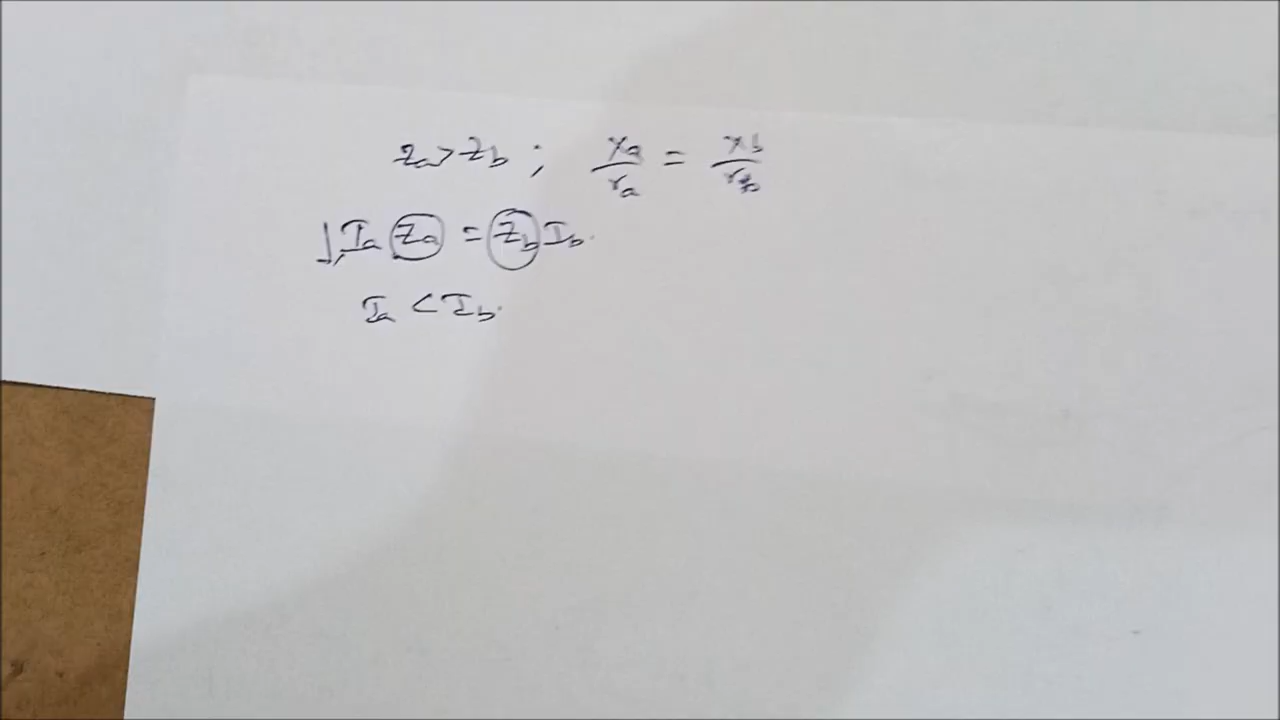 Za > Zb ; xa/ra = xb/rb
Ia Za = Zb Ib.
Ia < Ib.